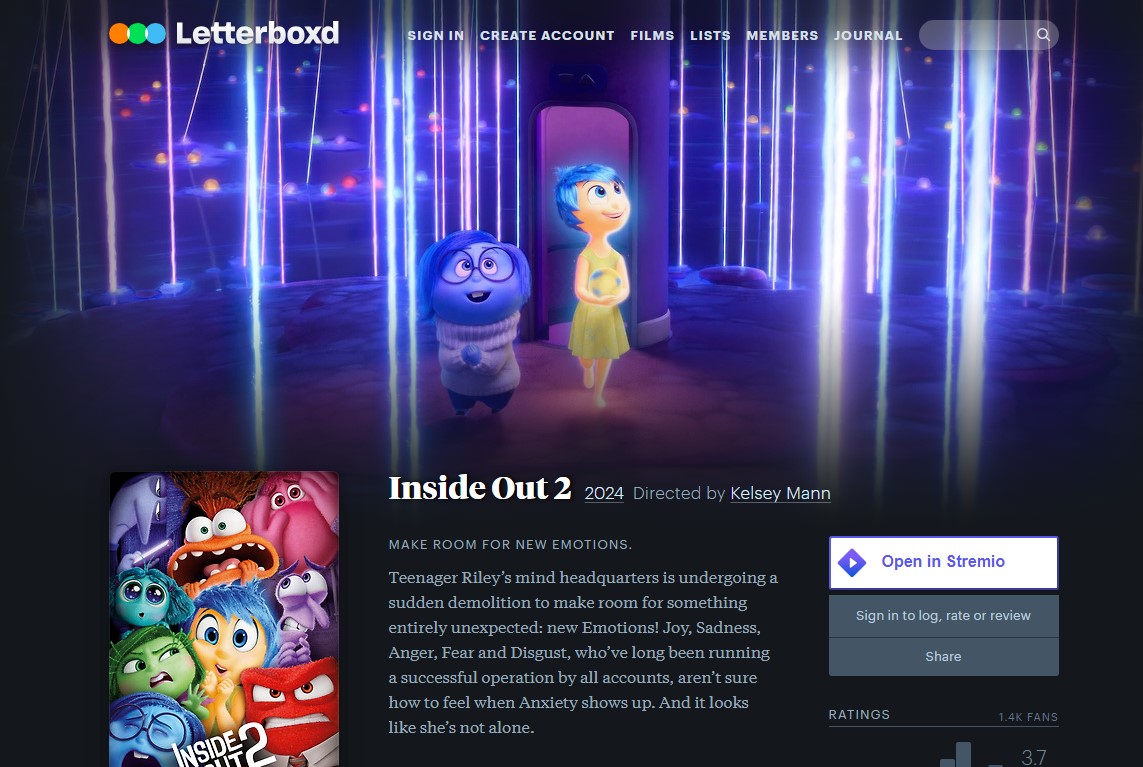 Letterboxd
SIGN IN CREATE ACCOUNT FILMS LISTS MEMBERS JOURNAL
Inside Out 2 2024 Directed by Kelsey Mann
MAKE ROOM FOR NEW EMOTIONS.
Teenager Riley’s mind headquarters is undergoing a
sudden demolition to make room for something
entirely unexpected: new Emotions! Joy, Sadness,
Anger, Fear and Disgust, who’ve long been running
a successful operation by all accounts, aren’t sure
how to feel when Anxiety shows up. And it looks
like she’s not alone.
Open in Stremio
Sign in to log, rate or review
Share
RATINGS 1.4K FANS
3.7
INSIDE
OUT 2